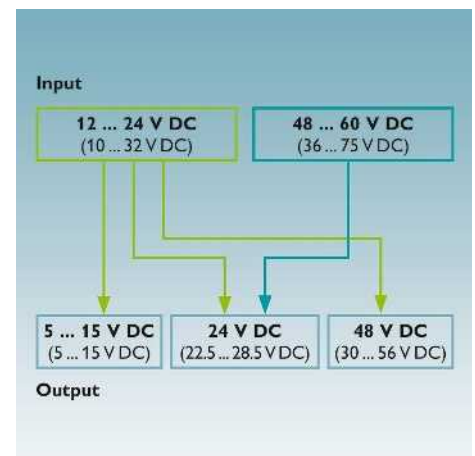 Input
12 ... 24 V DC
(10 ... 32 V DC)
48 ... 60 V DC
(36 ... 75 V DC)
5 ... 15 V DC
(5 ... 15 V DC)
24 V DC
(22.5 ... 28.5 V DC)
48 V DC
(30 ... 56 V DC)
Output